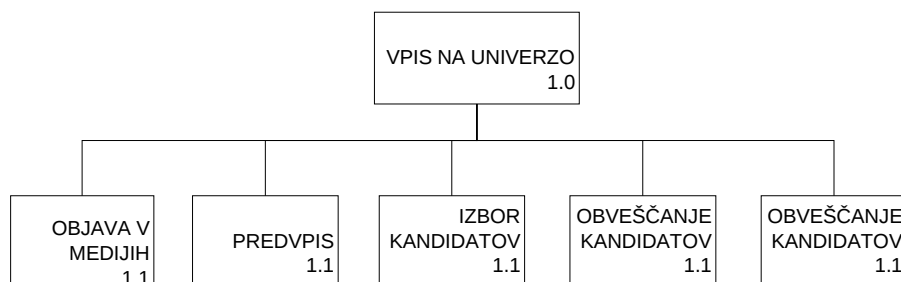 VPIS NA UNIVERZO
1.0
OBJAVA V
MEDIJIH
1.1
PREDVPIS
1.1
IZBOR
KANDIDATOV
1.1
OBVEŠČANJE
KANDIDATOV
1.1
OBVEŠČANJE
KANDIDATOV
1.1